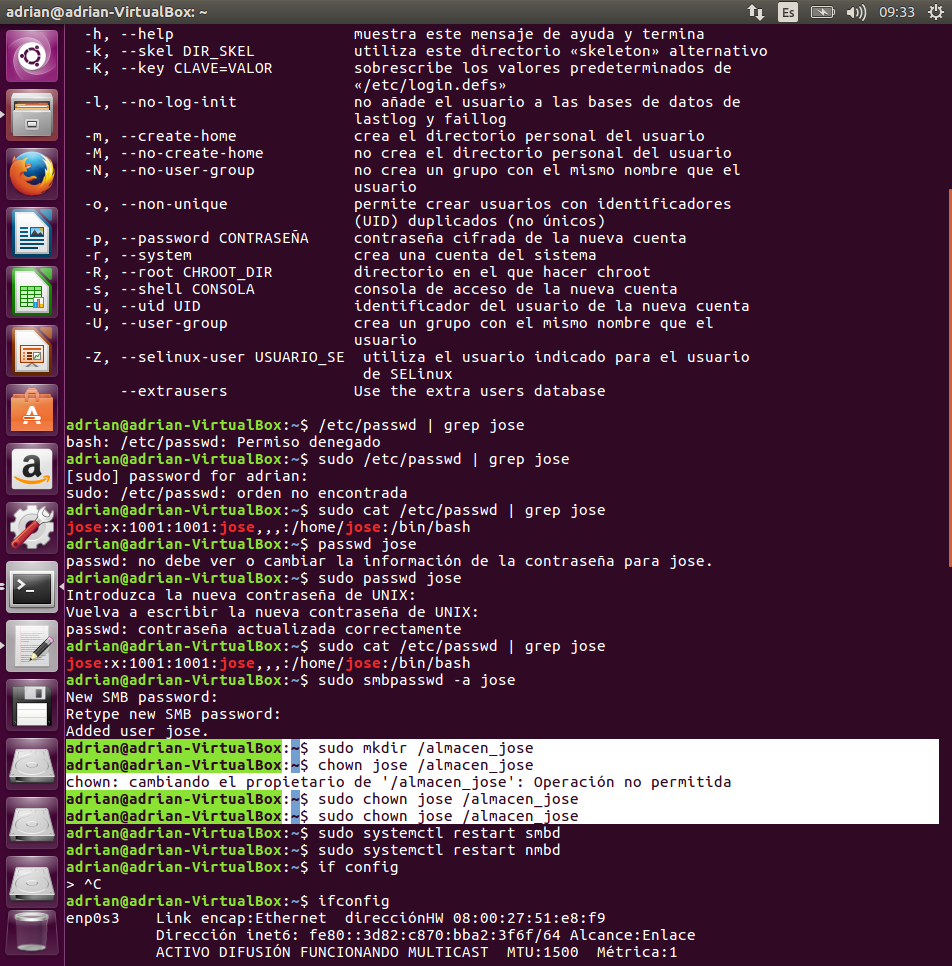 adrian@adrian-VirtualBox: ~ Es 09:33
-h, --help muestra este mensaje de ayuda y termina
-k, --skel DIR_SKEL utiliza este directorio «skeleton» alternativo
-K, --key CLAVE=VALOR sobrescribe los valores predeterminados de
«/etc/login.defs»
-l, --no-log-init no añade el usuario a las bases de datos de
lastlog y faillog
-m, --create-home crea el directorio personal del usuario
-M, --no-create-home no crea el directorio personal del usuario
-N, --no-user-group no crea un grupo con el mismo nombre que el
usuario
-o, --non-unique permite crear usuarios con identificadores
(UID) duplicados (no únicos)
-p, --password CONTRASEÑA contraseña cifrada de la nueva cuenta
-r, --system crea una cuenta del sistema
-R, --root CHROOT_DIR directorio en el que hacer chroot
-s, --shell CONSOLA consola de acceso de la nueva cuenta
-u, --uid UID identificador del usuario de la nueva cuenta
-U, --user-group crea un grupo con el mismo nombre que el
usuario
-Z, --selinux-user USUARIO_SE utiliza el usuario indicado para el usuario
de SELinux
--extrausers Use the extra users database
adrian@adrian-VirtualBox:~$ /etc/passwd | grep jose
bash: /etc/passwd: Permiso denegado
adrian@adrian-VirtualBox:~$ sudo /etc/passwd | grep jose
[sudo] password for adrian:
sudo: /etc/passwd: orden no encontrada
adrian@adrian-VirtualBox:~$ sudo cat /etc/passwd | grep jose
jose:x:1001:1001:jose,,,:/home/jose:/bin/bash
adrian@adrian-VirtualBox:~$ passwd jose
passwd: no debe ver o cambiar la información de la contraseña para jose.
adrian@adrian-VirtualBox:~$ sudo passwd jose
Introduzca la nueva contraseña de UNIX:
Vuelva a escribir la nueva contraseña de UNIX:
passwd: contraseña actualizada correctamente
adrian@adrian-VirtualBox:~$ sudo cat /etc/passwd | grep jose
jose:x:1001:1001:jose,,,:/home/jose:/bin/bash
adrian@adrian-VirtualBox:~$ sudo smbpasswd -a jose
New SMB password:
Retype new SMB password:
Added user jose.
adrian@adrian-VirtualBox:~$ sudo mkdir /almacen_jose
adrian@adrian-VirtualBox:~$ chown jose /almacen_jose
chown: cambiando el propietario de '/almacen_jose': Operación no permitida
adrian@adrian-VirtualBox:~$ sudo chown jose /almacen_jose
adrian@adrian-VirtualBox:~$ sudo chown jose /almacen_jose
adrian@adrian-VirtualBox:~$ sudo systemctl restart smbd
adrian@adrian-VirtualBox:~$ sudo systemctl restart nmbd
adrian@adrian-VirtualBox:~$ if config
> ^C
adrian@adrian-VirtualBox:~$ ifconfig
enp0s3 Link encap:Ethernet direcciónHW 08:00:27:51:e8:f9
Dirección inet6: fe80::3d82:c870:bba2:3f6f/64 Alcance:Enlace
ACTIVO DIFUSIÓN FUNCIONANDO MULTICAST MTU:1500 Métrica:1